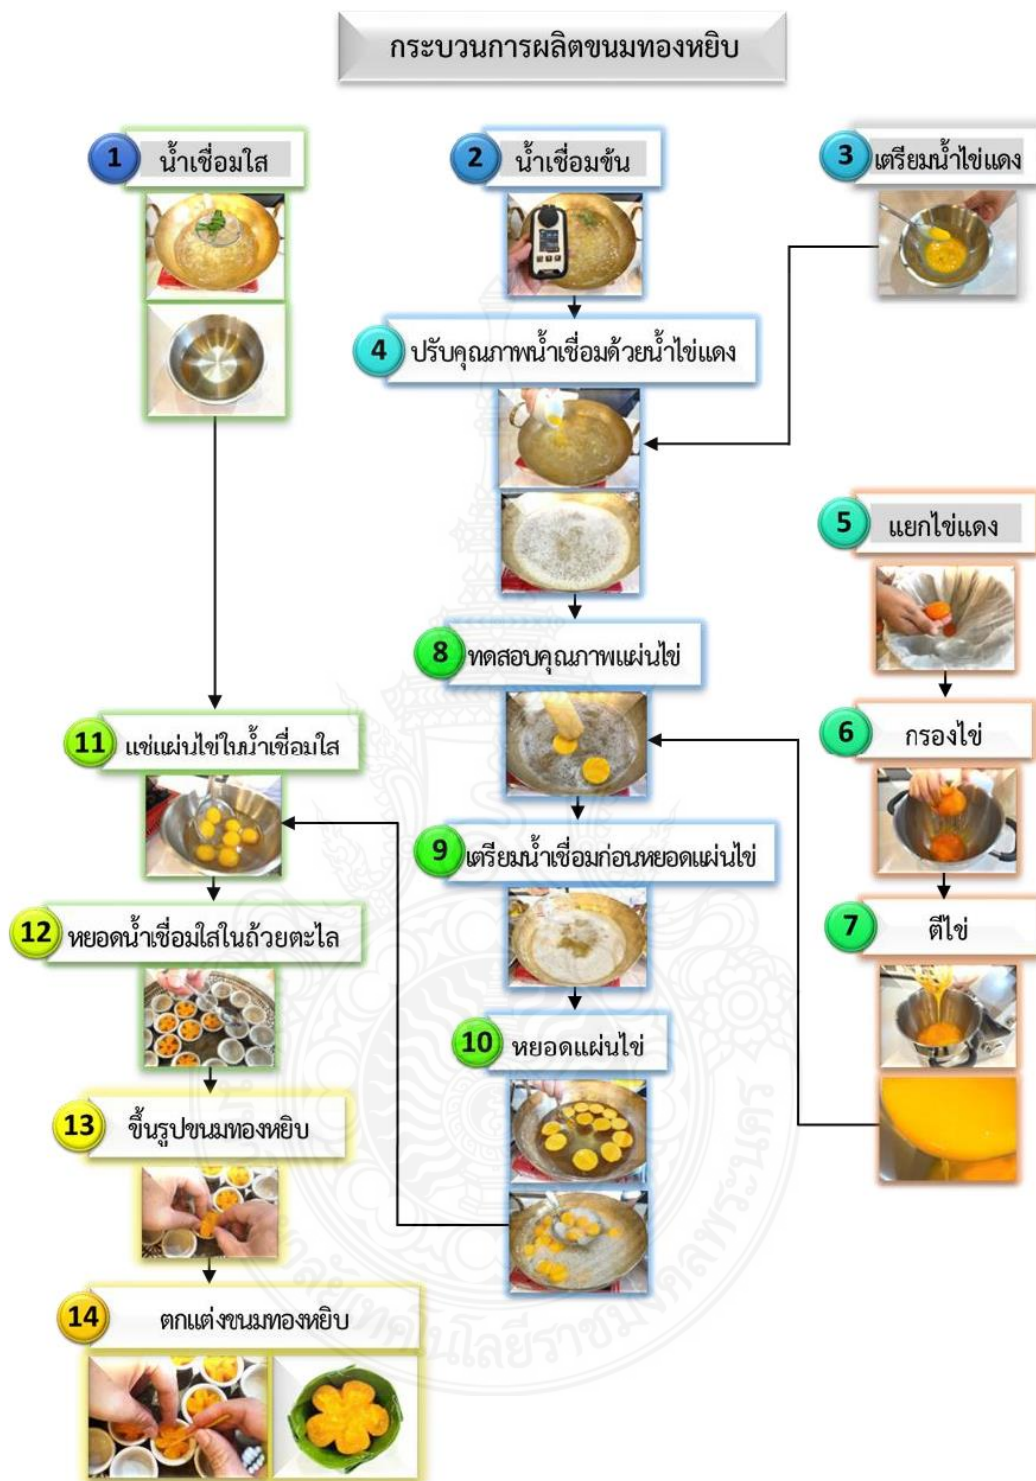 กระบวนการผลิตขนมทองหยิบ
1 น้ำเชื่อมใส
2 น้ำเชื่อมข้น
3 เตรียมน้ำไข่แดง
4 ปรับคุณภาพน้ำเชื่อมด้วยน้ำไข่แดง
5 แยกไข่แดง
6 กรองไข่
7 ตีไข่
8 ทดสอบคุณภาพแผ่นไข่
9 เตรียมน้ำเชื่อมก่อนหยอดแผ่นไข่
10 หยอดแผ่นไข่
11 แช่แผ่นไข่ในน้ำเชื่อมใส
12 หยอดน้ำเชื่อมใสในถ้วยตะไล
13 ขึ้นรูปขนมทองหยิบ
14 ตกแต่งขนมทองหยิบ